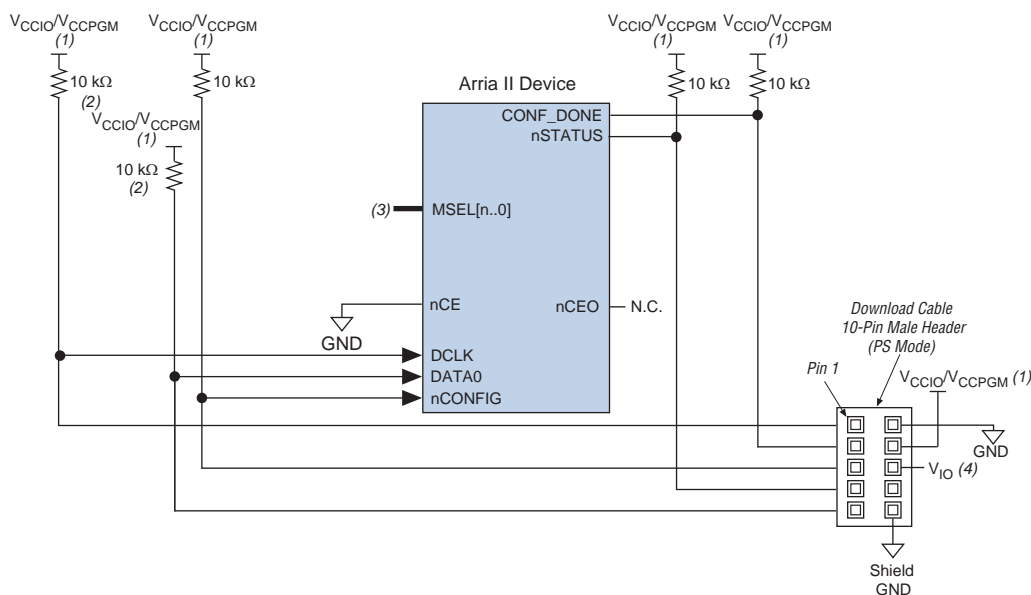 VCCIO/VCCPGM
(1)
10 kΩ
(2)
VCCIO/VCCPGM
(1)
10 kΩ
VCCIO/VCCPGM
(1)
10 kΩ
(2)
VCCIO/VCCPGM
(1)
10 kΩ
VCCIO/VCCPGM
(1)
10 kΩ
Arria II Device
CONF_DONE
nSTATUS
(3)
MSEL[n..0]
nCE
GND
nCEO
N.C.
DCLK
DATA0
nCONFIG
Download Cable
10-Pin Male Header
(PS Mode)
Pin 1
VCCIO/VCCPGM (1)
GND
VIO (4)
Shield
GND